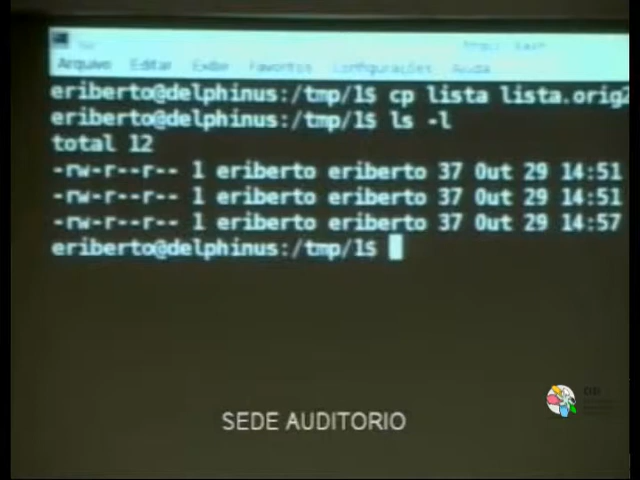 Arquivo Editar Exibir Favoritos Configurações Ajuda
eriberto@delphinus:/tmp/1$ cp lista lista.orig2
eriberto@delphinus:/tmp/1$ ls -l
total 12
-rw-r--r-- 1 eriberto eriberto 37 Out 29 14:51
-rw-r--r-- 1 eriberto eriberto 37 Out 29 14:51
-rw-r--r-- 1 eriberto eriberto 37 Out 29 14:57
eriberto@delphinus:/tmp/1$
SEDE AUDITORIO